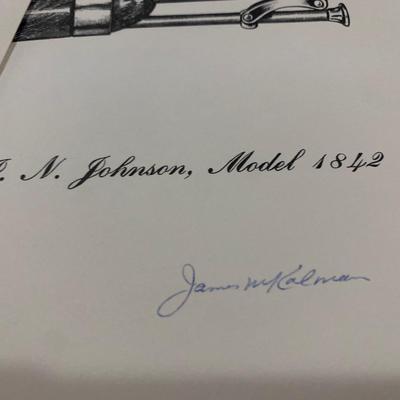 N. Johnson, Model 1842
James M Kalman